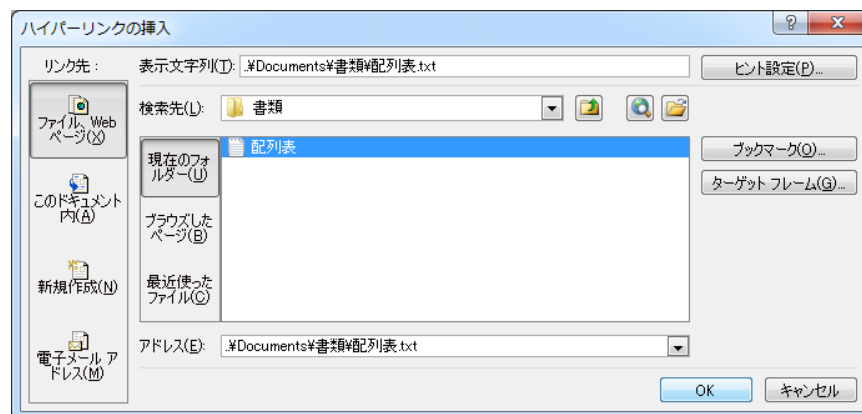 ハイパーリンクの挿入
リンク先：
表示文字列(T): .¥Documents¥書類¥配列表.txt
ヒント設定(P)...
ファイル、Web
ページ(X)
検索先(L):
書類
現在のフォ
ルダー(U)
配列表
ブックマーク(O)...
ターゲット フレーム(G)...
このドキュメント
内(A)
ブラウズした
ページ(B)
新規作成(N)
最近使った
ファイル(C)
電子メール ア
ドレス(M)
アドレス(E):
.¥Documents¥書類¥配列表.txt
OK
キャンセル